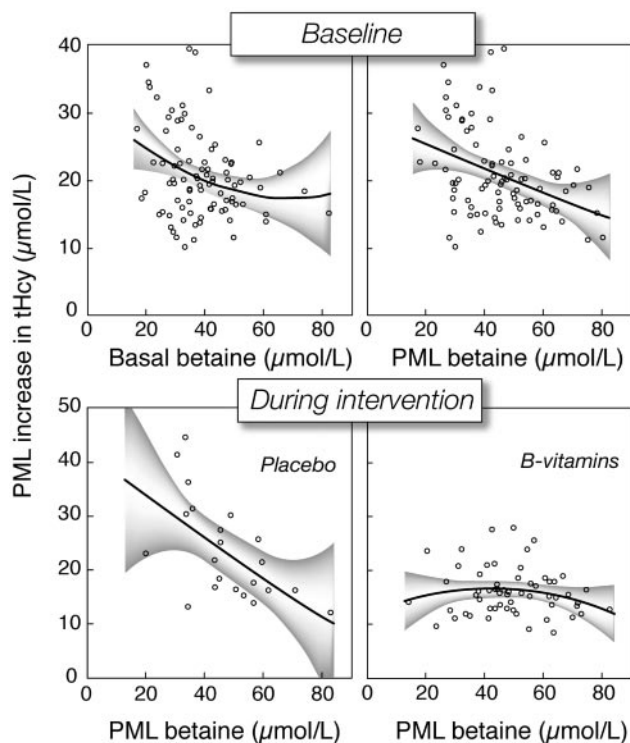 Baseline
PML increase in tHcy (µmol/L)
40
30
20
10
0
0 20 40 60 80
Basal betaine (µmol/L)
0 20 40 60 80
PML betaine (µmol/L)
During intervention
50
40
30
20
10
0
Placebo
B-vitamins
0 20 40 60 80
PML betaine (µmol/L)
0 20 40 60 80
PML betaine (µmol/L)